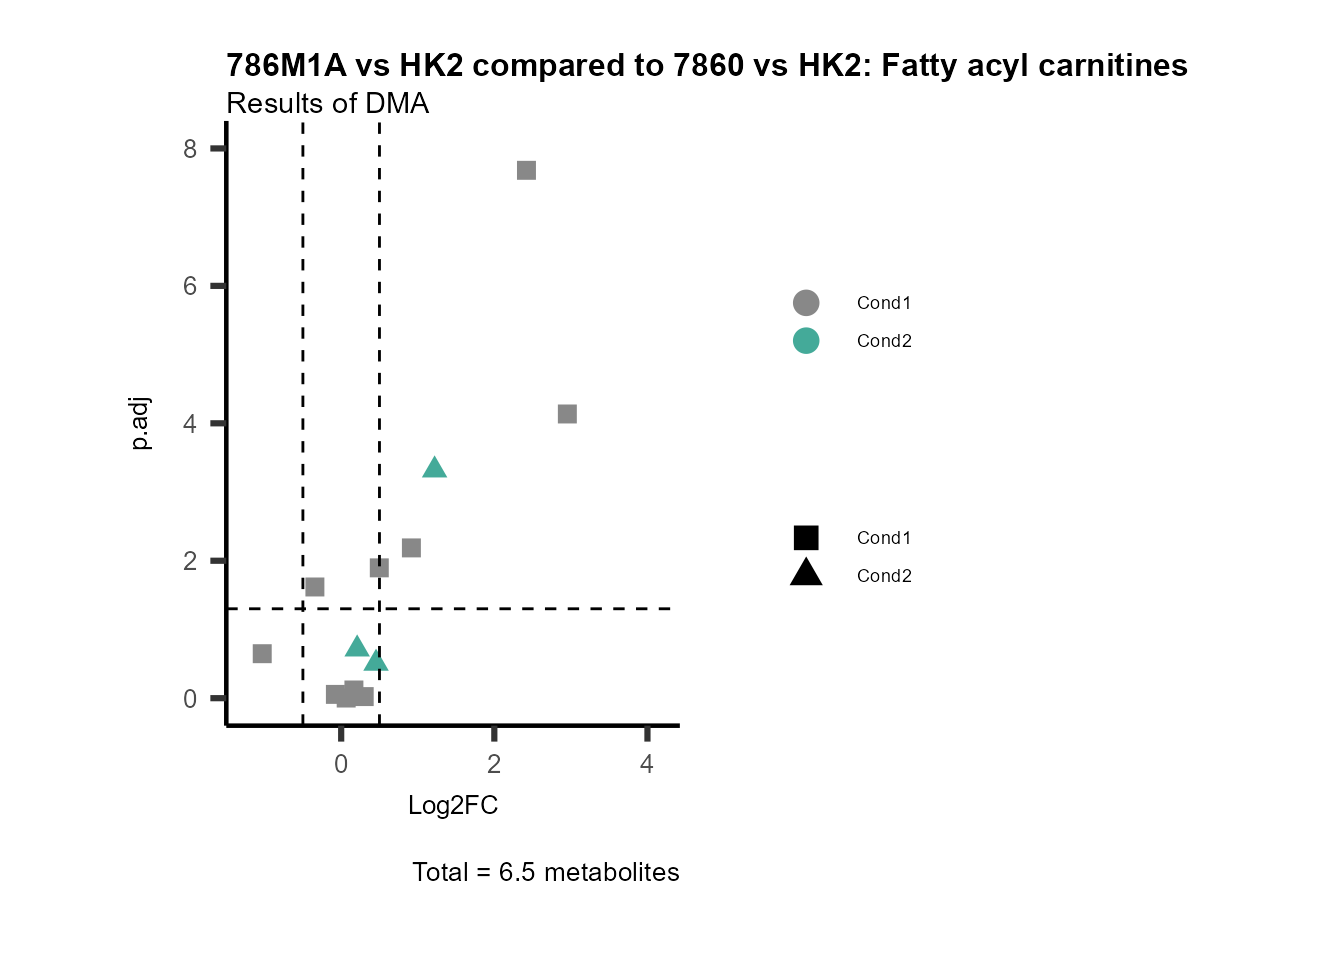 786M1A vs HK2 compared to 7860 vs HK2: Fatty acyl carnitines
Results of DMA
8
6
4
2
0
p.adj
0 2 4
Log2FC
Total = 6.5 metabolites
Cond1
Cond2
Cond1
Cond2